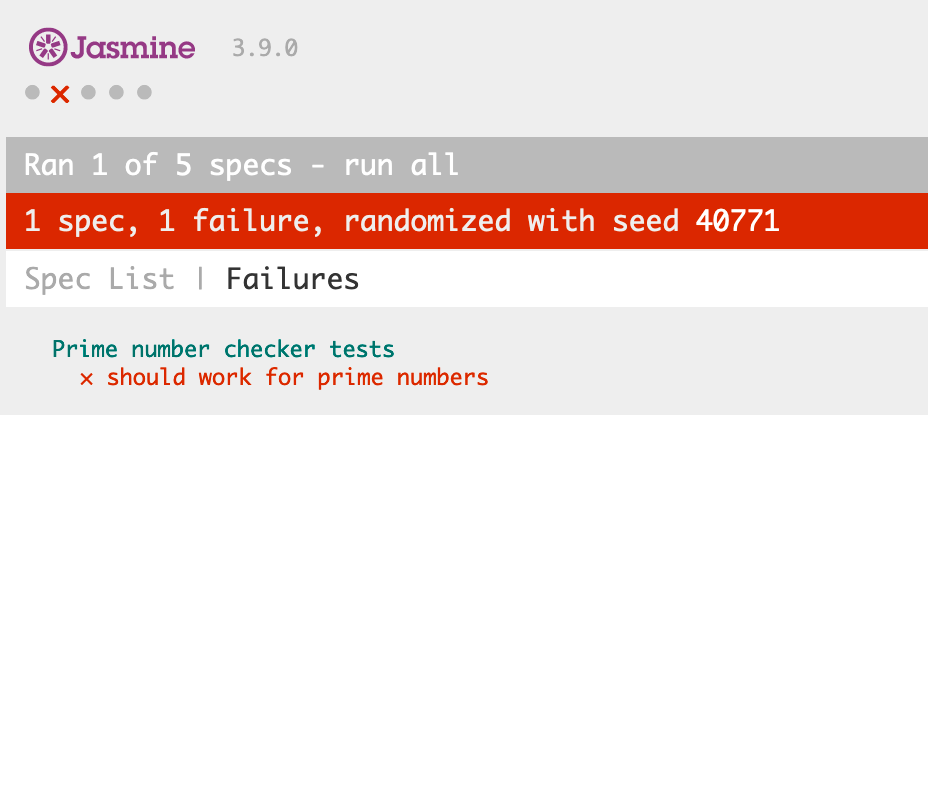 Jasmine 3.9.0
Ran 1 of 5 specs - run all
1 spec, 1 failure, randomized with seed 40771
Spec List | Failures
Prime number checker tests
× should work for prime numbers